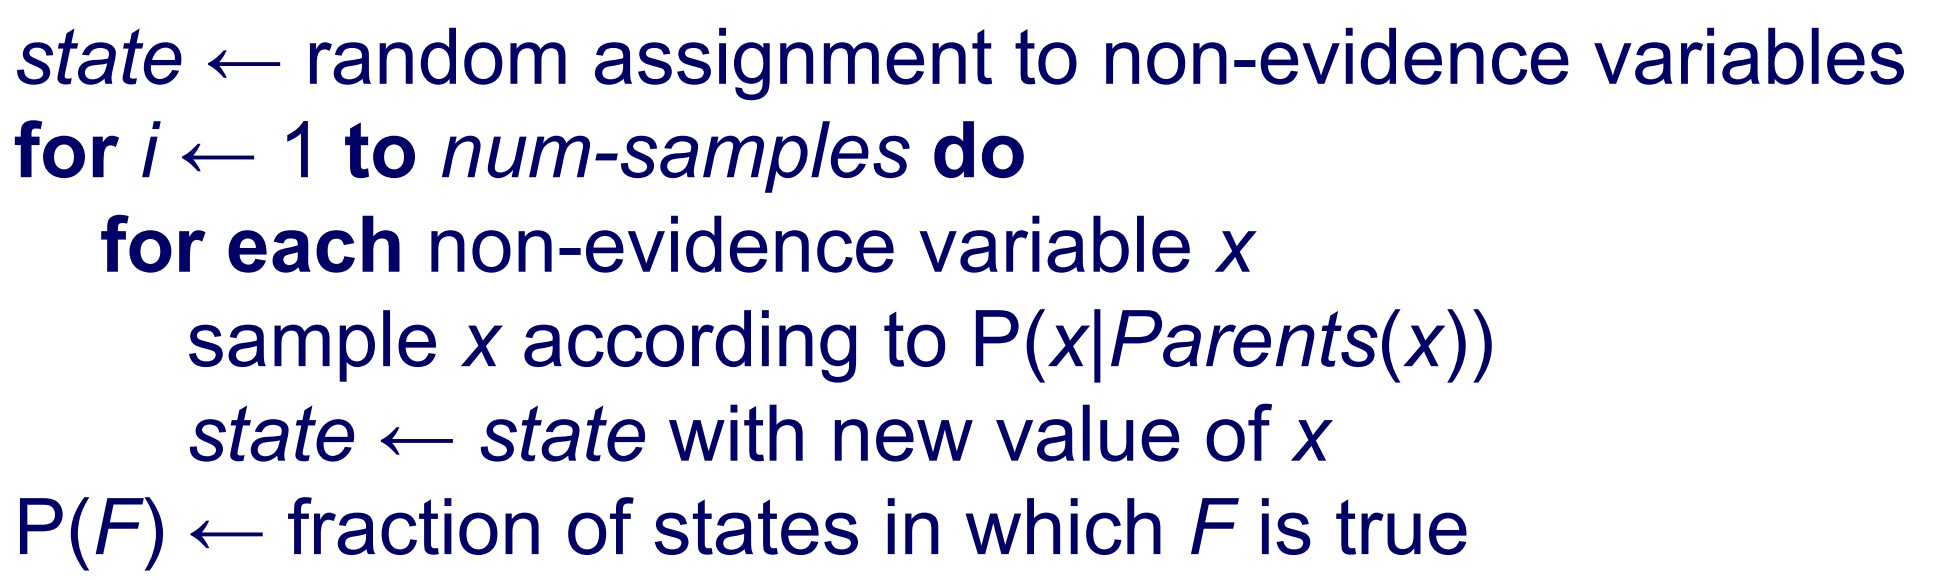 state ← random assignment to non-evidence variables
for i ← 1 to num-samples do
for each non-evidence variable x
sample x according to P(x|Parents(x))
state ← state with new value of x
P(F) ← fraction of states in which F is true